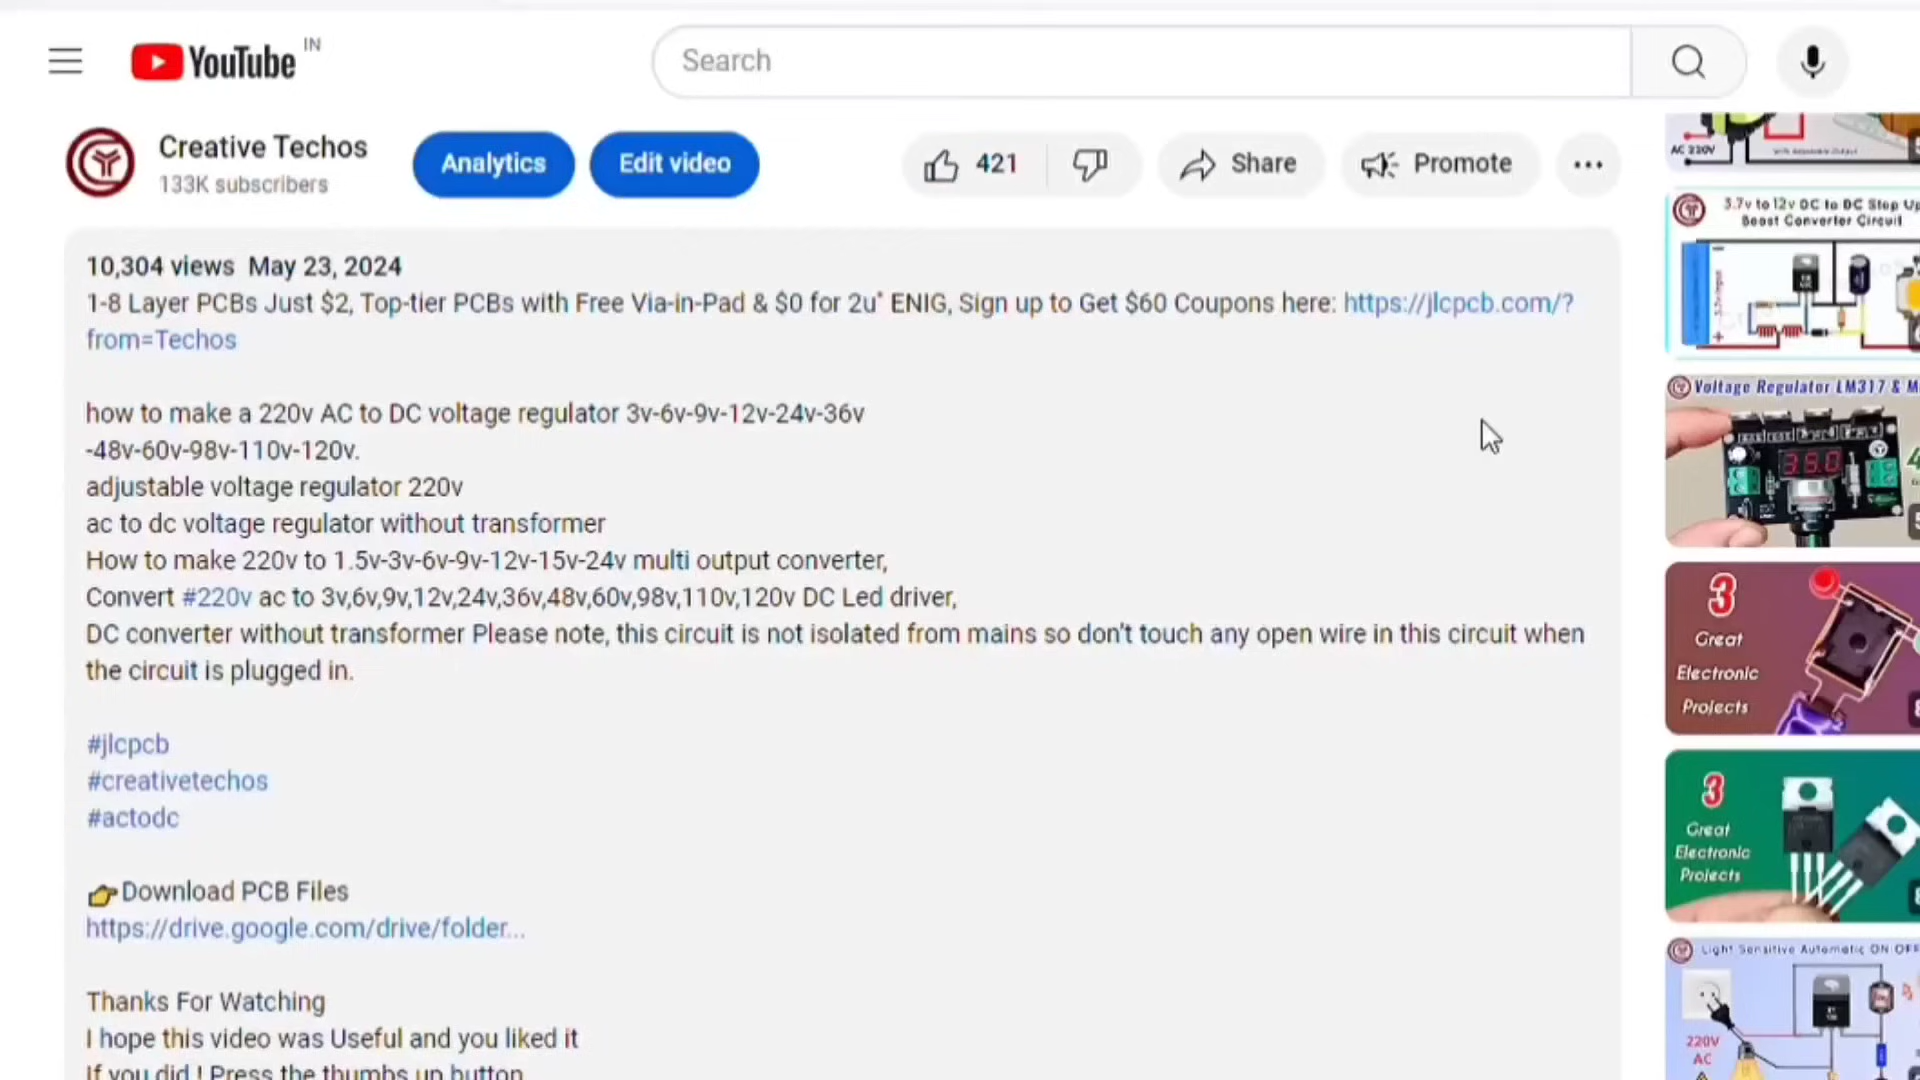 YouTube IN
Search
Creative Techos
133K subscribers
Analytics
Edit video
421
Share
Promote
10,304 views May 23, 2024
1-8 Layer PCBs Just $2, Top-tier PCBs with Free Via-in-Pad & $0 for 2u" ENIG, Sign up to Get $60 Coupons here: https://jlcpcb.com/?
from=Techos
how to make a 220v AC to DC voltage regulator 3v-6v-9v-12v-24v-36v
-48v-60v-98v-110v-120v.
adjustable voltage regulator 220v
ac to dc voltage regulator without transformer
How to make 220v to 1.5v-3v-6v-9v-12v-15v-24v multi output converter,
Convert #220v ac to 3v,6v,9v,12v,24v,36v,48v,60v,98v,110v,120v DC Led driver,
DC converter without transformer Please note, this circuit is not isolated from mains so don't touch any open wire in this circuit when
the circuit is plugged in.
#jlcpcb
#creativetechos
#actodc
👉Download PCB Files
https://drive.google.com/drive/folder...
Thanks For Watching
I hope this video was Useful and you liked it
If you did ! Press the thumbs up button
AC 220V
3.7v to 12v DC to DC Step Up
Boost Converter Circuit
Voltage Regulator LM317 & M
36.0
3
Great
Electronic
Projects
3
Great
Electronic
Projects
Light Sensitive Automatic ON OFF
220V
AC